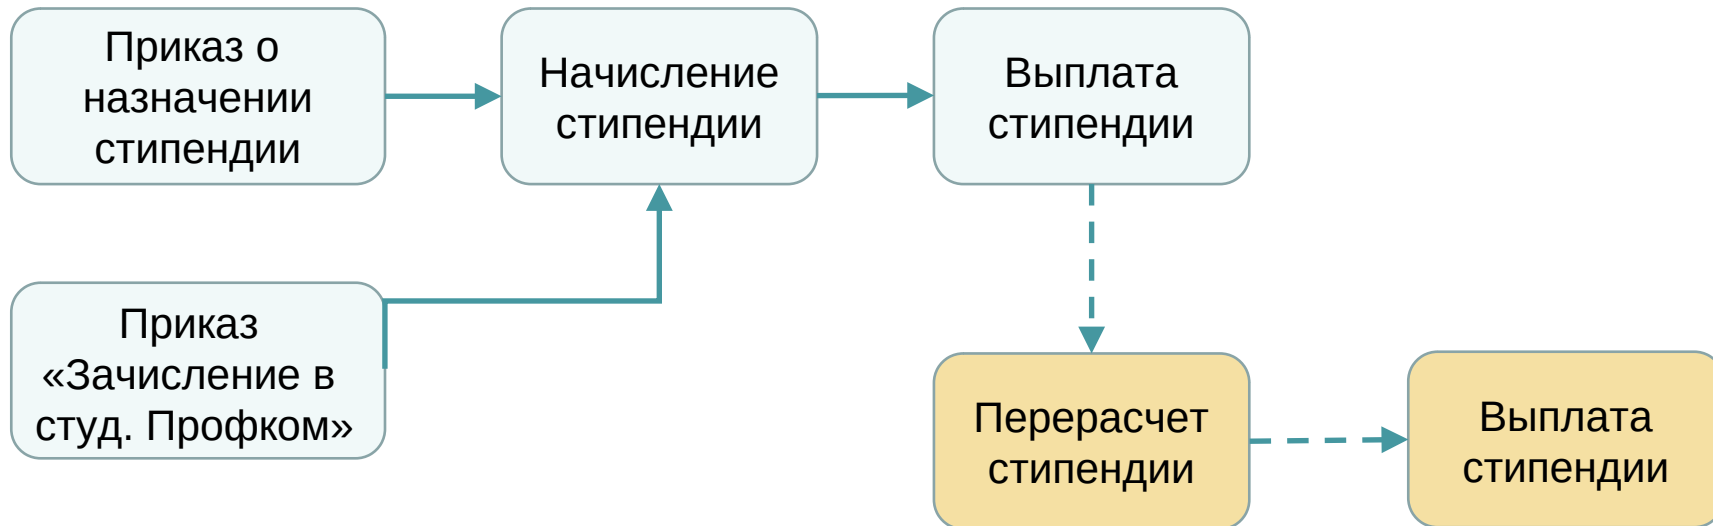 Приказ о
назначении
стипендии
Начисление
стипендии
Выплата
стипендии
Приказ
«Зачисление в
студ. Профком»
Перерасчет
стипендии
Выплата
стипендии